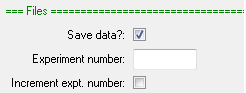 === Files ==============================
Save data?:
Experiment number:
Increment expt. number: